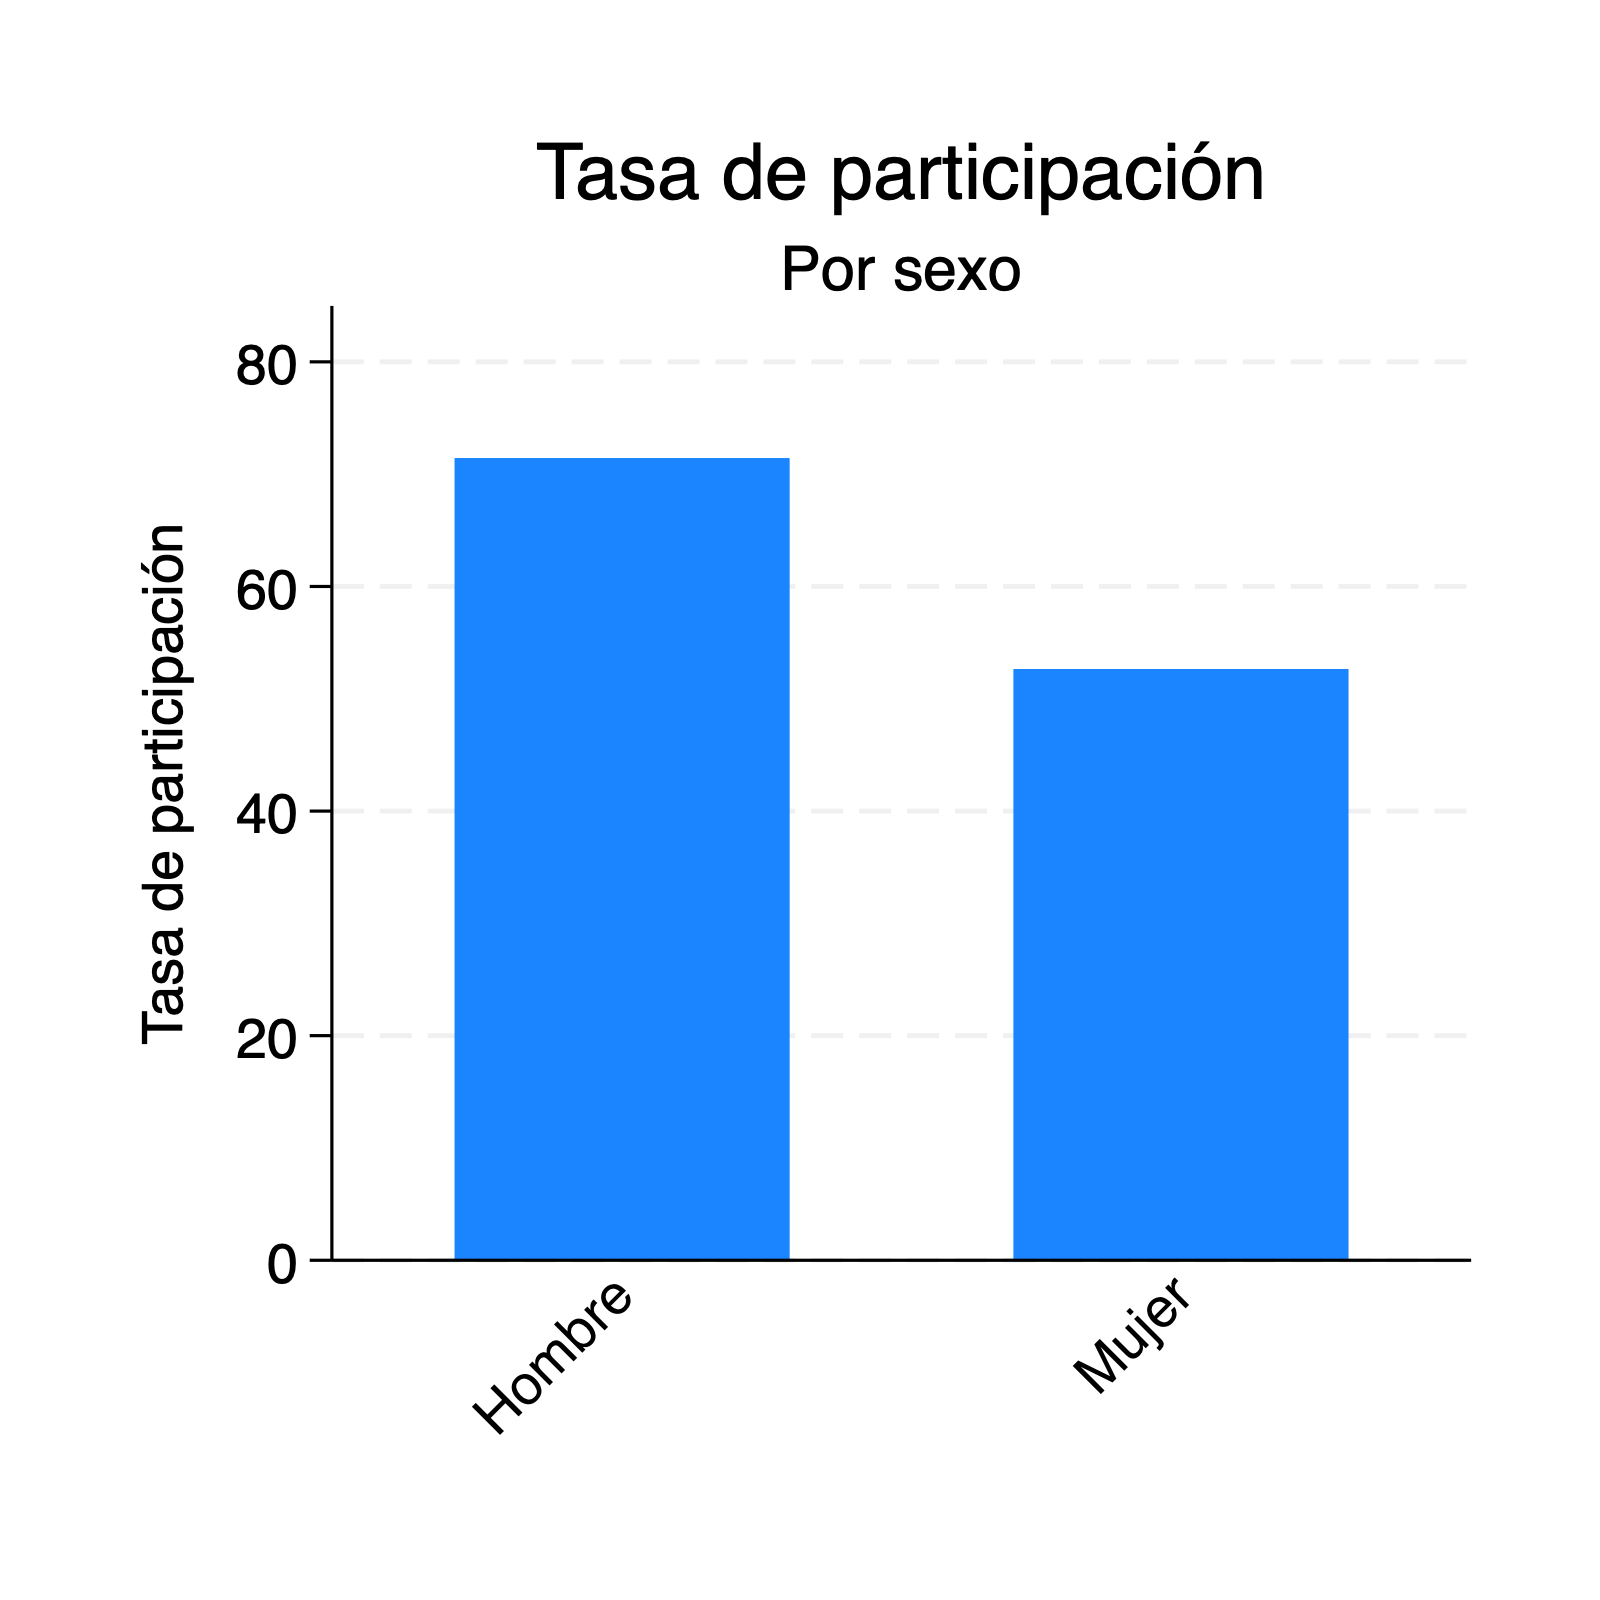 Tasa de participación
Por sexo
Tasa de participación
80
60
40
20
0
Hombre
Mujer